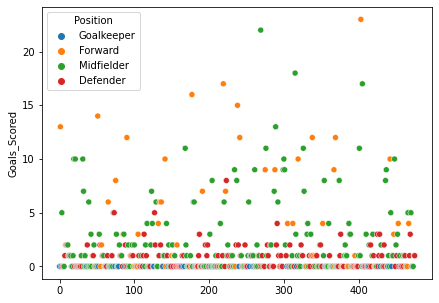 Position
Goalkeeper
Forward
Midfielder
Defender
Goals_Scored
20
15
10
5
0
0 100 200 300 400